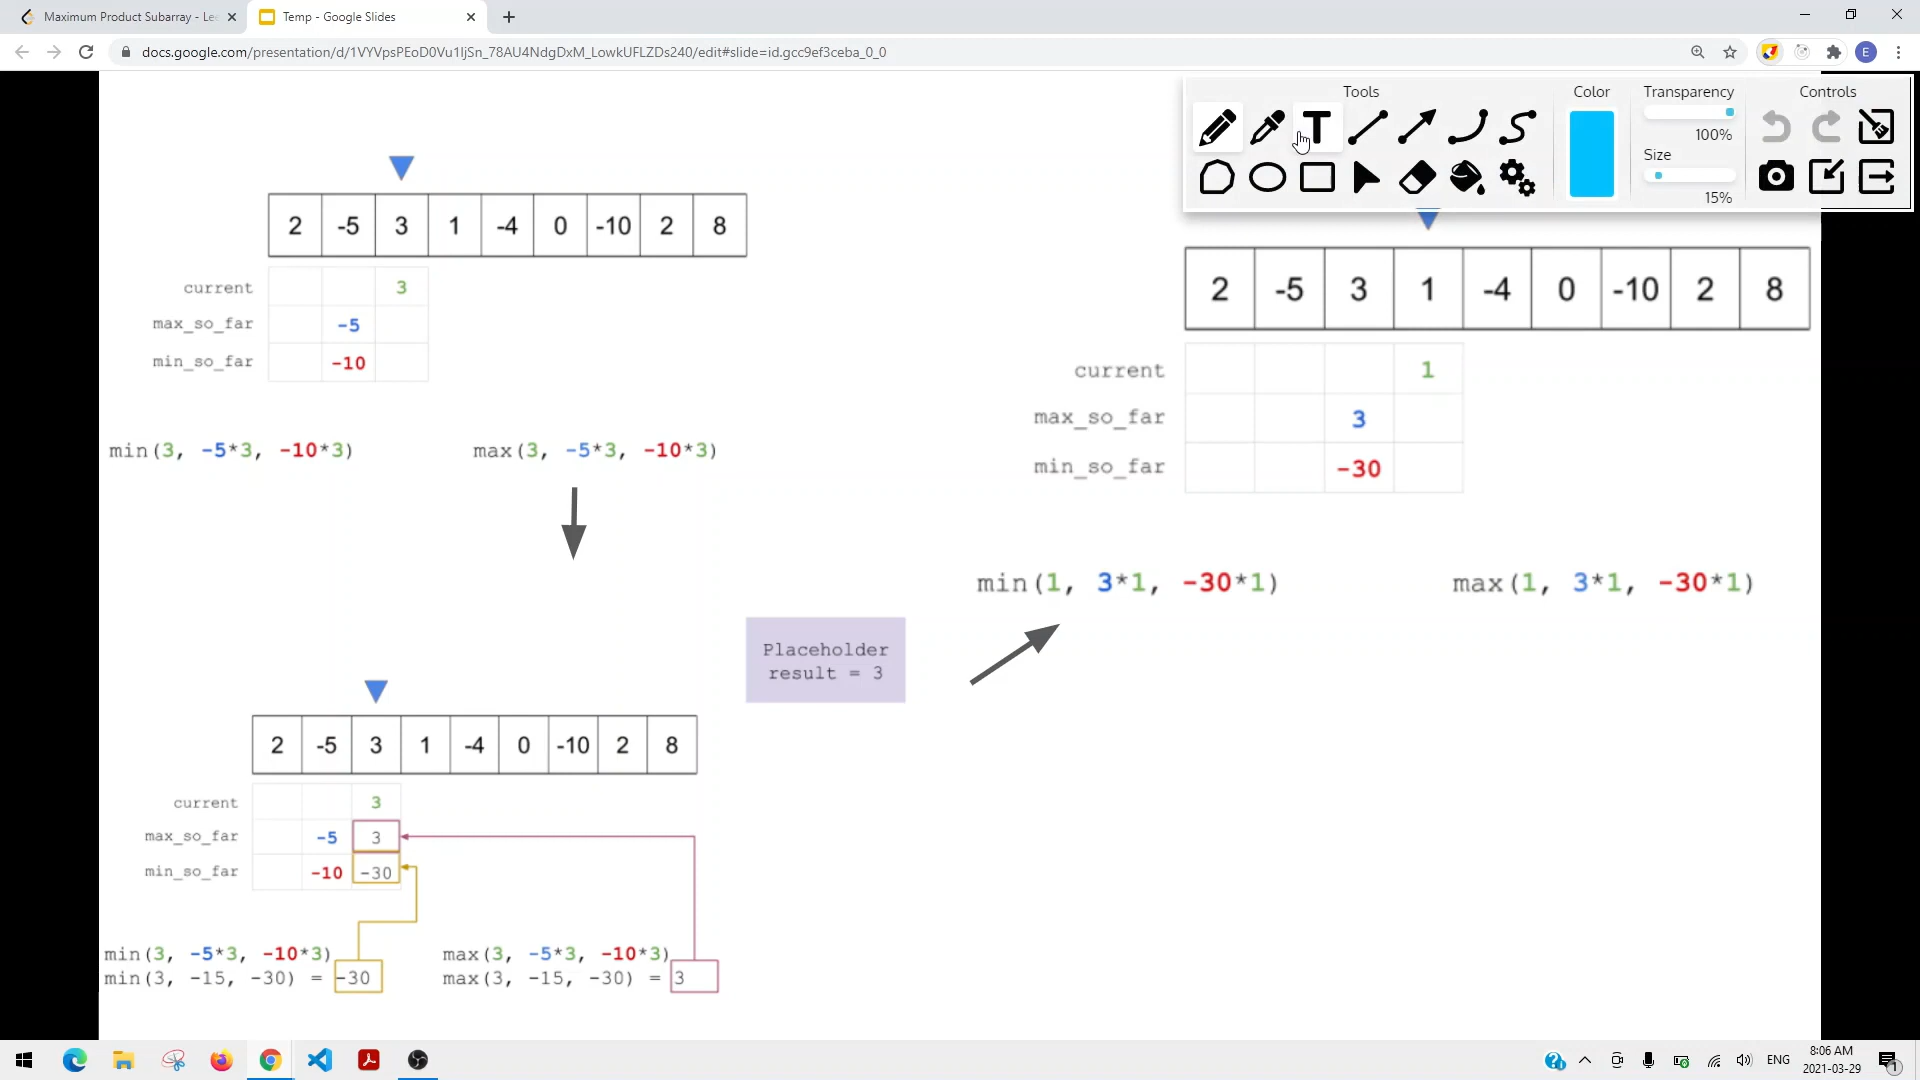 Maximum Product Subarray - Lee
Temp - Google Slides
docs.google.com/presentation/d/1VYVpsPEoD0Vu1IjSn_78AU4NdgDxM_LowkUFLZDs240/edit#slide=id.gcc9ef3ceba_0_0
E
Tools
Color
Transparency
Controls
100%
Size
15%
T
2 -5 3 1 -4 0 -10 2 8
current 3
max_so_far -5
min_so_far -10
min(3, -5*3, -10*3) max(3, -5*3, -10*3)
2 -5 3 1 -4 0 -10 2 8
current 1
max_so_far 3
min_so_far -30
min(1, 3*1, -30*1) max(1, 3*1, -30*1)
Placeholder
result = 3
2 -5 3 1 -4 0 -10 2 8
current 3
max_so_far -5 3
min_so_far -10 -30
min(3, -5*3, -10*3) max(3, -5*3, -10*3)
min(3, -15, -30) = -30 max(3, -15, -30) = 3
ENG
8:06 AM
2021-03-29
1